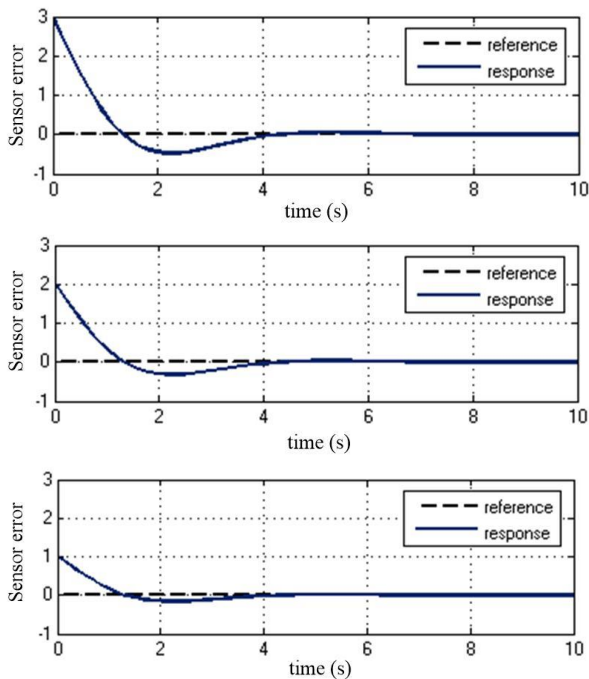 3
2
1
0
-1
Sensor error
reference
response
0 2 4 6 8 10
time (s)
3
2
1
0
-1
Sensor error
reference
response
0 2 4 6 8 10
time (s)
3
2
1
0
-1
Sensor error
reference
response
0 2 4 6 8 10
time (s)